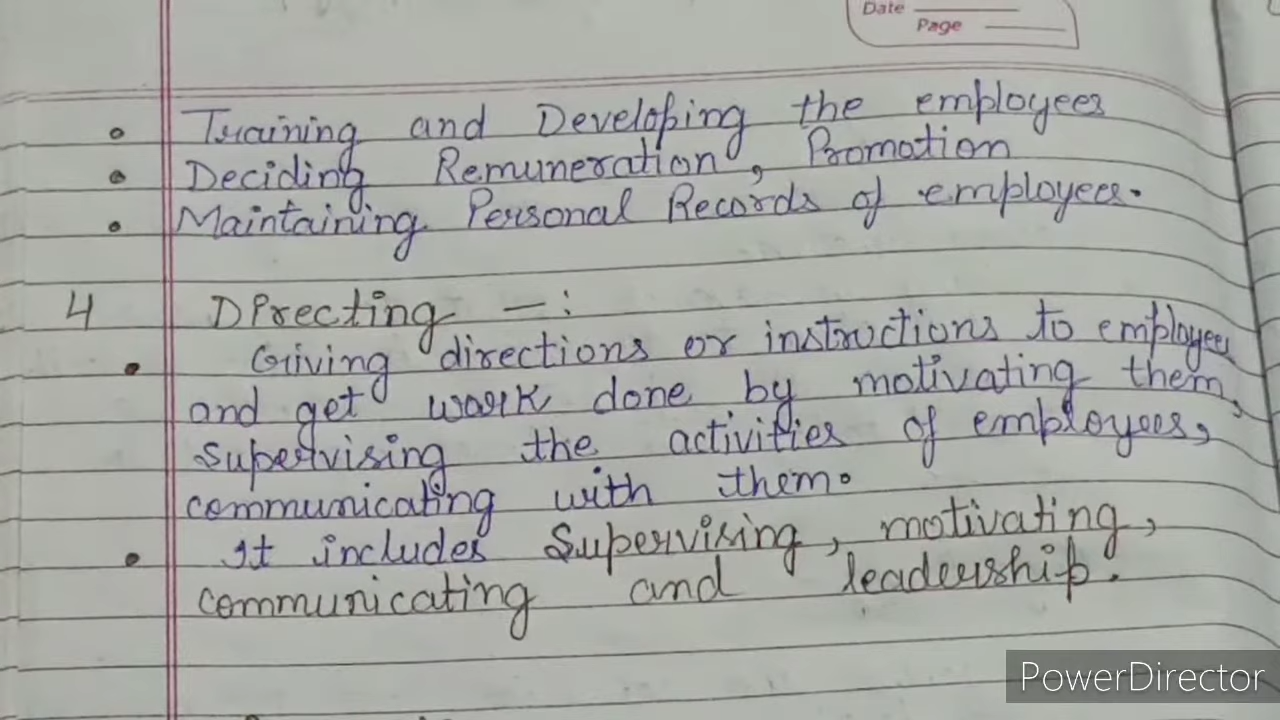 Date
Page
• Training and Developing the employees
• Deciding Remuneration, Promotion
• Maintaining Personal Records of employees.
4 DPrecting -:
• Giving directions or instructions to employees
and get work done by motivating them,
supervising the activities of employees,
communicating with them.
• It includes Supervising, motivating,
communicating and leadership.
PowerDirector